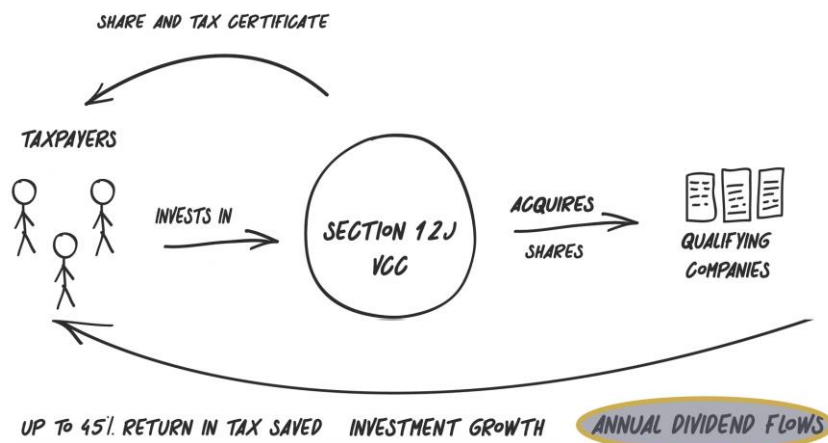 SHARE AND TAX CERTIFICATE
TAXPAYERS
INVESTS IN
SECTION 12J
VCC
ACQUIRES
SHARES
QUALIFYING
COMPANIES
UP TO 45% RETURN IN TAX SAVED
INVESTMENT GROWTH
ANNUAL DIVIDEND FLOWS